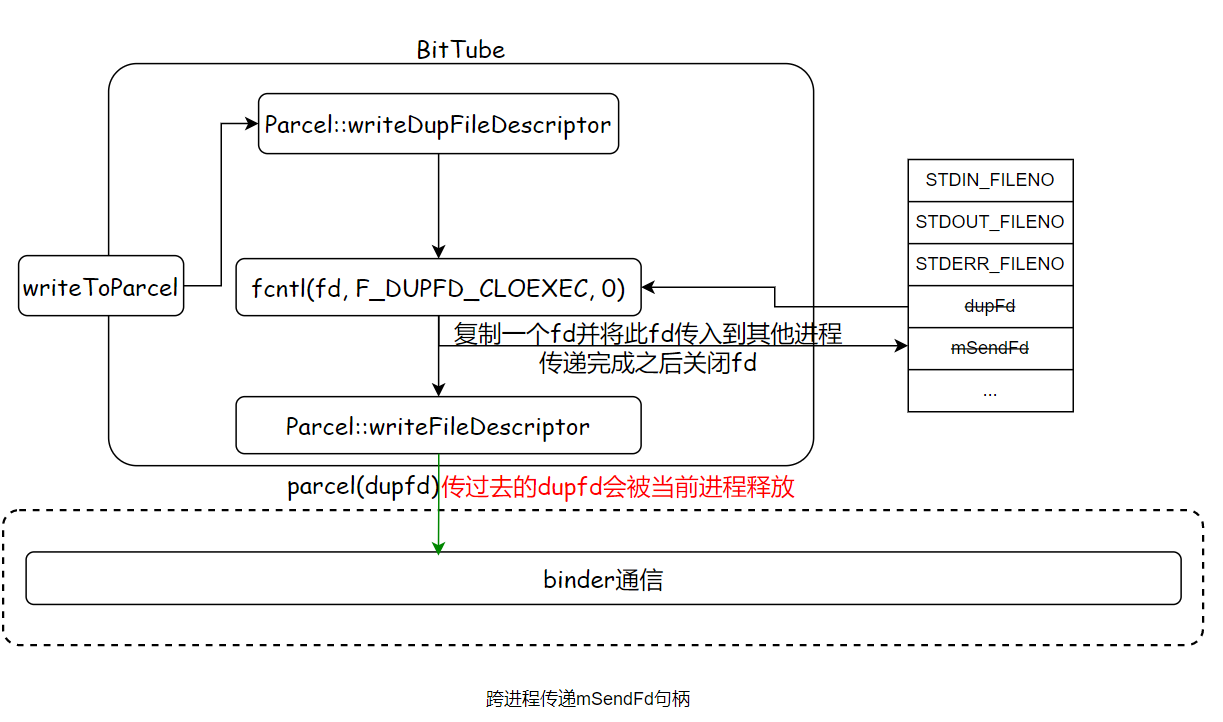 BitTube
Parcel::writeDupFileDescriptor
writeToParcel
fcntl(fd, F_DUPFD_CLOEXEC, 0)
复制一个fd并将此fd传入到其他进程
传递完成之后关闭fd
Parcel::writeFileDescriptor
STDIN_FILENO
STDOUT_FILENO
STDERR_FILENO
dupFd
mSendFd
...
parcel(dupfd)传过去的dupfd会被当前进程释放
binder通信
跨进程传递mSendFd句柄